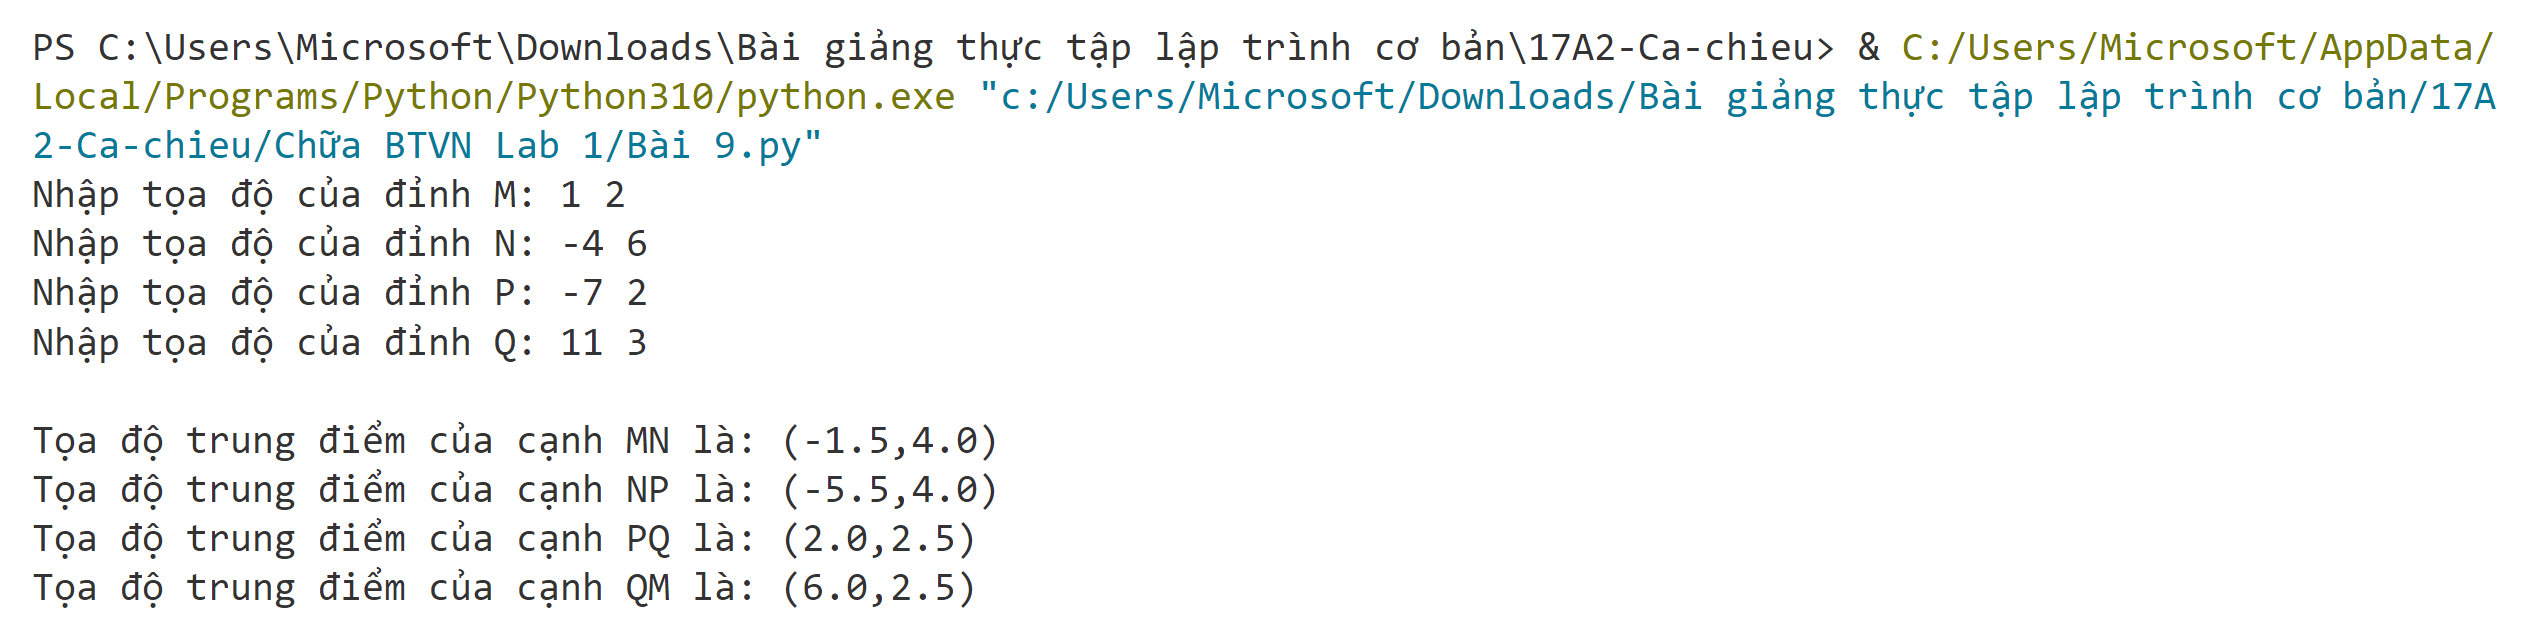 PS C:\Users\Microsoft\Downloads\Bài giảng thực tập lập trình cơ bản\17A2-Ca-chieu> & C:/Users/Microsoft/AppData/
Local/Programs/Python/Python310/python.exe "c:/Users/Microsoft/Downloads/Bài giảng thực tập lập trình cơ bản/17A
2-Ca-chieu/Chữa BTVN Lab 1/Bài 9.py"
Nhập tọa độ của đỉnh M: 1 2
Nhập tọa độ của đỉnh N: -4 6
Nhập tọa độ của đỉnh P: -7 2
Nhập tọa độ của đỉnh Q: 11 3
Tọa độ trung điểm của cạnh MN là: (-1.5,4.0)
Tọa độ trung điểm của cạnh NP là: (-5.5,4.0)
Tọa độ trung điểm của cạnh PQ là: (2.0,2.5)
Tọa độ trung điểm của cạnh QM là: (6.0,2.5)